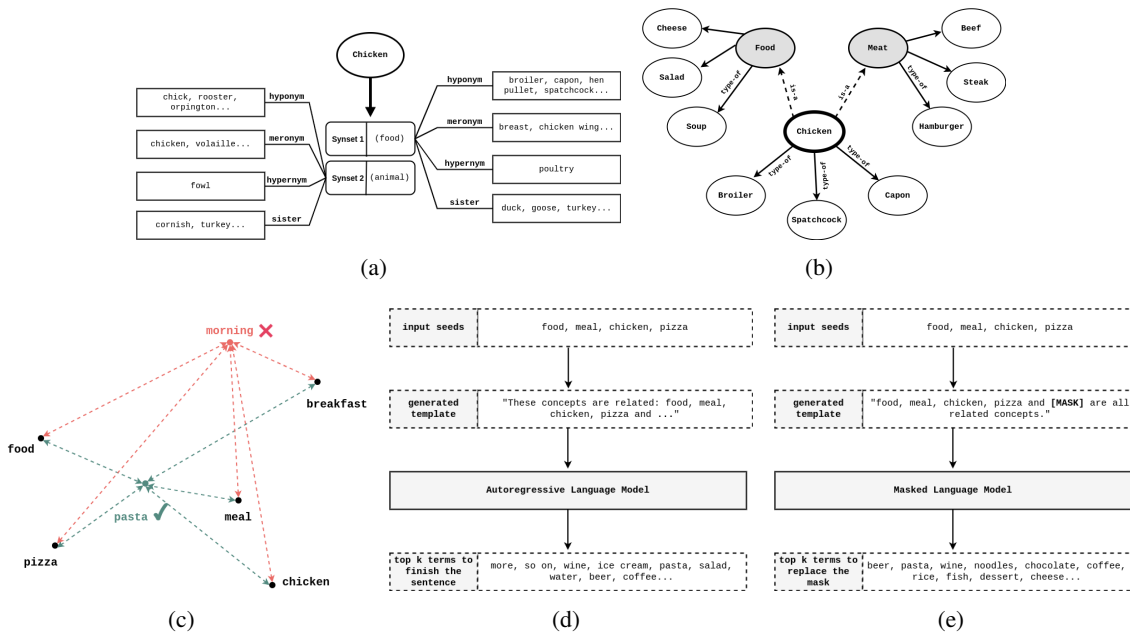 Chicken
hyponym
chick, rooster,
orpington...
meronym
chicken, volaille...
hypernym
fowl
sister
cornish, turkey...
Synset 1
(food)
Synset 2
(animal)
hyponym
broiler, capon, hen
pullet, spatchcock...
meronym
breast, chicken wing...
hypernym
poultry
sister
duck, goose, turkey...
(a)
Cheese
Food
Salad
type-of
Soup
Meat
Beef
type-of
Steak
Hamburger
is-a
is-a
Chicken
type-of
type-of
type-of
Broiler
Spatchcock
Capon
(b)
morning
breakfast
food
pasta
meal
pizza
chicken
(c)
input seeds
food, meal, chicken, pizza
generated
template
"These concepts are related: food, meal,
chicken, pizza and ..."
Autoregressive Language Model
top k terms to
finish the
sentence
more, so on, wine, ice cream, pasta, salad,
water, beer, coffee...
(d)
input seeds
food, meal, chicken, pizza
generated
template
"food, meal, chicken, pizza and [MASK] are all
related concepts."
Masked Language Model
top k terms to
replace the
mask
beer, pasta, wine, noodles, chocolate, coffee,
rice, fish, dessert, cheese...
(e)